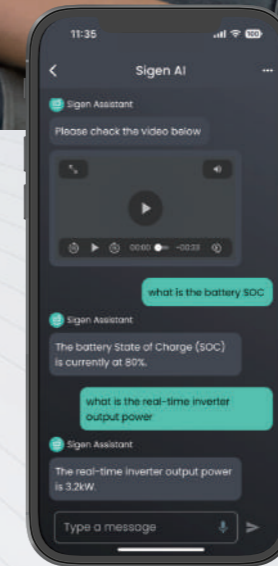 11:35
100
Sigen AI
Sigen Assistant
Please check the video below
00:00
-00:33
what is the battery SOC
Sigen Assistant
The battery State of Charge (SOC)
is currently at 80%.
what is the real-time inverter
output power
Sigen Assistant
The real-time inverter output power
is 3.2kW.
Type a message